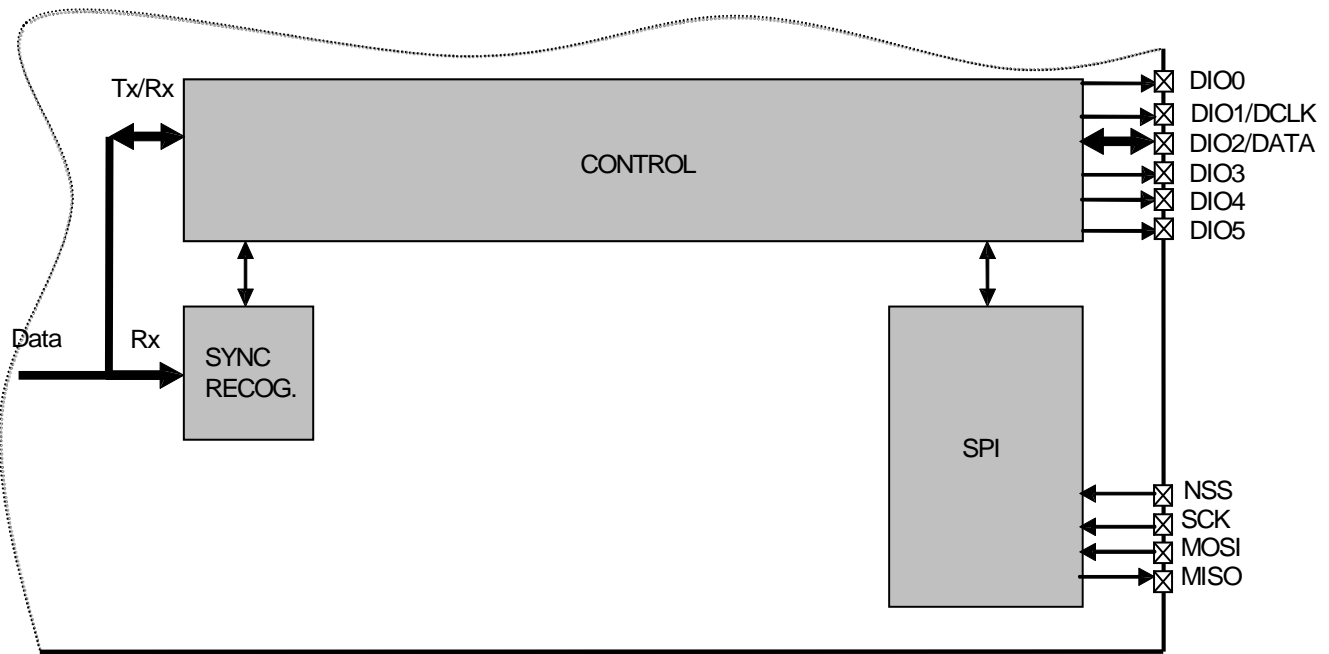 Tx/Rx
CONTROL
DIO0
DIO1/DCLK
DIO2/DATA
DIO3
DIO4
DIO5
Data
Rx
SYNC
RECOG.
SPI
NSS
SCK
MOSI
MISO